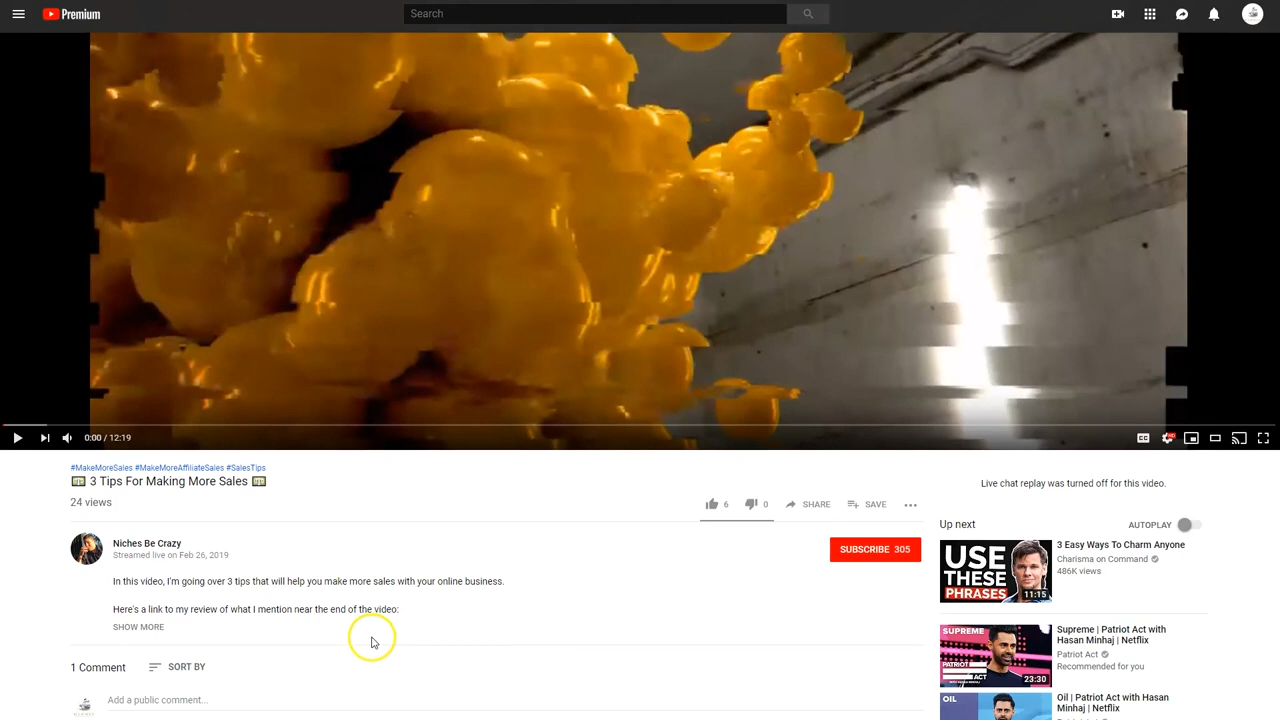 Premium
Search
0:00 / 12:19
CC
HD
#MakeMoreSales #MakeMoreAffiliateSales #SalesTips
💵 3 Tips For Making More Sales 💵
24 views
6
0
SHARE
SAVE
Niches Be Crazy
Streamed live on Feb 26, 2019
SUBSCRIBE 305
In this video, I'm going over 3 tips that will help you make more sales with your online business.
Here's a link to my review of what I mention near the end of the video:
SHOW MORE
1 Comment
SORT BY
Add a public comment...
Live chat replay was turned off for this video.
Up next
AUTOPLAY
USE
THESE
PHRASES
11:15
3 Easy Ways To Charm Anyone
Charisma on Command
486K views
SUPREME
PATRIOT
ACT
23:30
Supreme | Patriot Act with
Hasan Minhaj | Netflix
Patriot Act
Recommended for you
OIL
Oil | Patriot Act with Hasan
Minhaj | Netflix